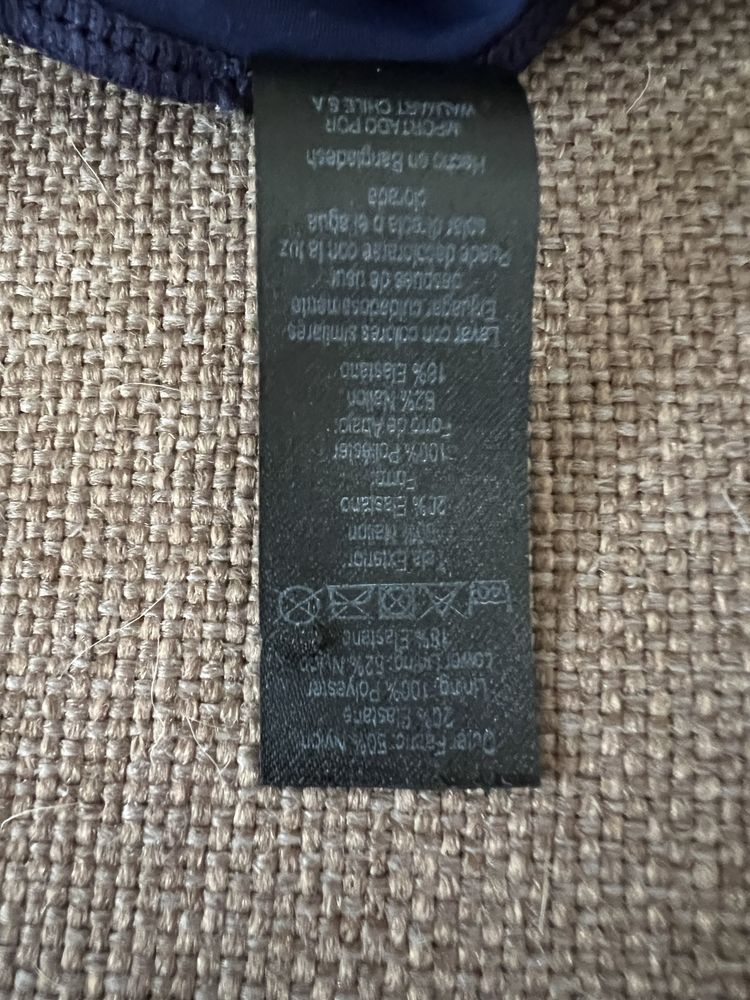 Outer Fabric: 80% Nylon
20% Elastane
Lining: 100% Polyester
Lower Lining: 82% Nylon
18% Elastane
Tela Exterior
80% Nailon
20% Elastano
Forro:
100% Poliéster
Forro de Abajo:
82% Nailon
18% Elastano
Lavar con colores similares
Enjuagar cuidadosamente
después de usar
Puede decolorarse con la luz
solar directa o el agua
clorada
Hecho en Bangladesh
IMPORTADO POR
WALMART CHILE S.A